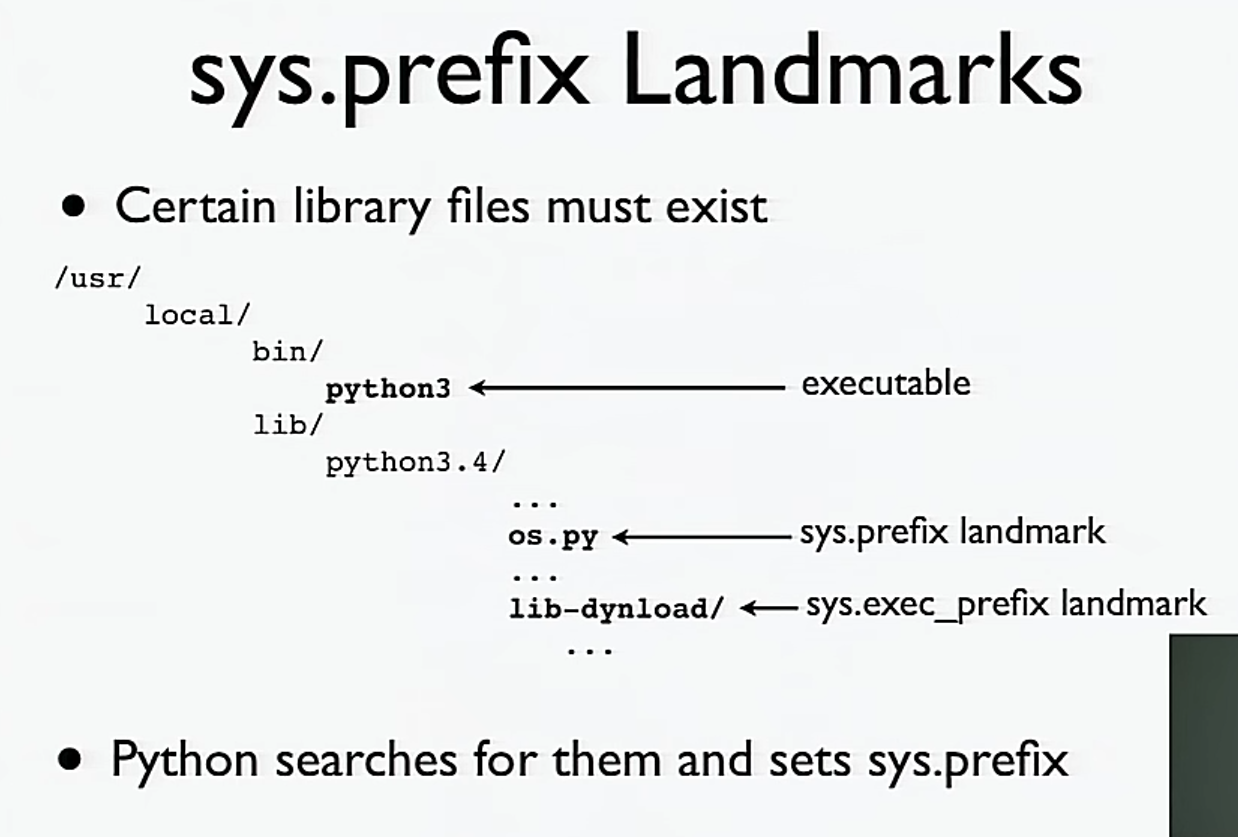 sys.prefix Landmarks
• Certain library files must exist
/usr/
local/
bin/
python3 executable
lib/
python3.4/
...
os.py sys.prefix landmark
...
lib-dynload/ sys.exec_prefix landmark
...
• Python searches for them and sets sys.prefix